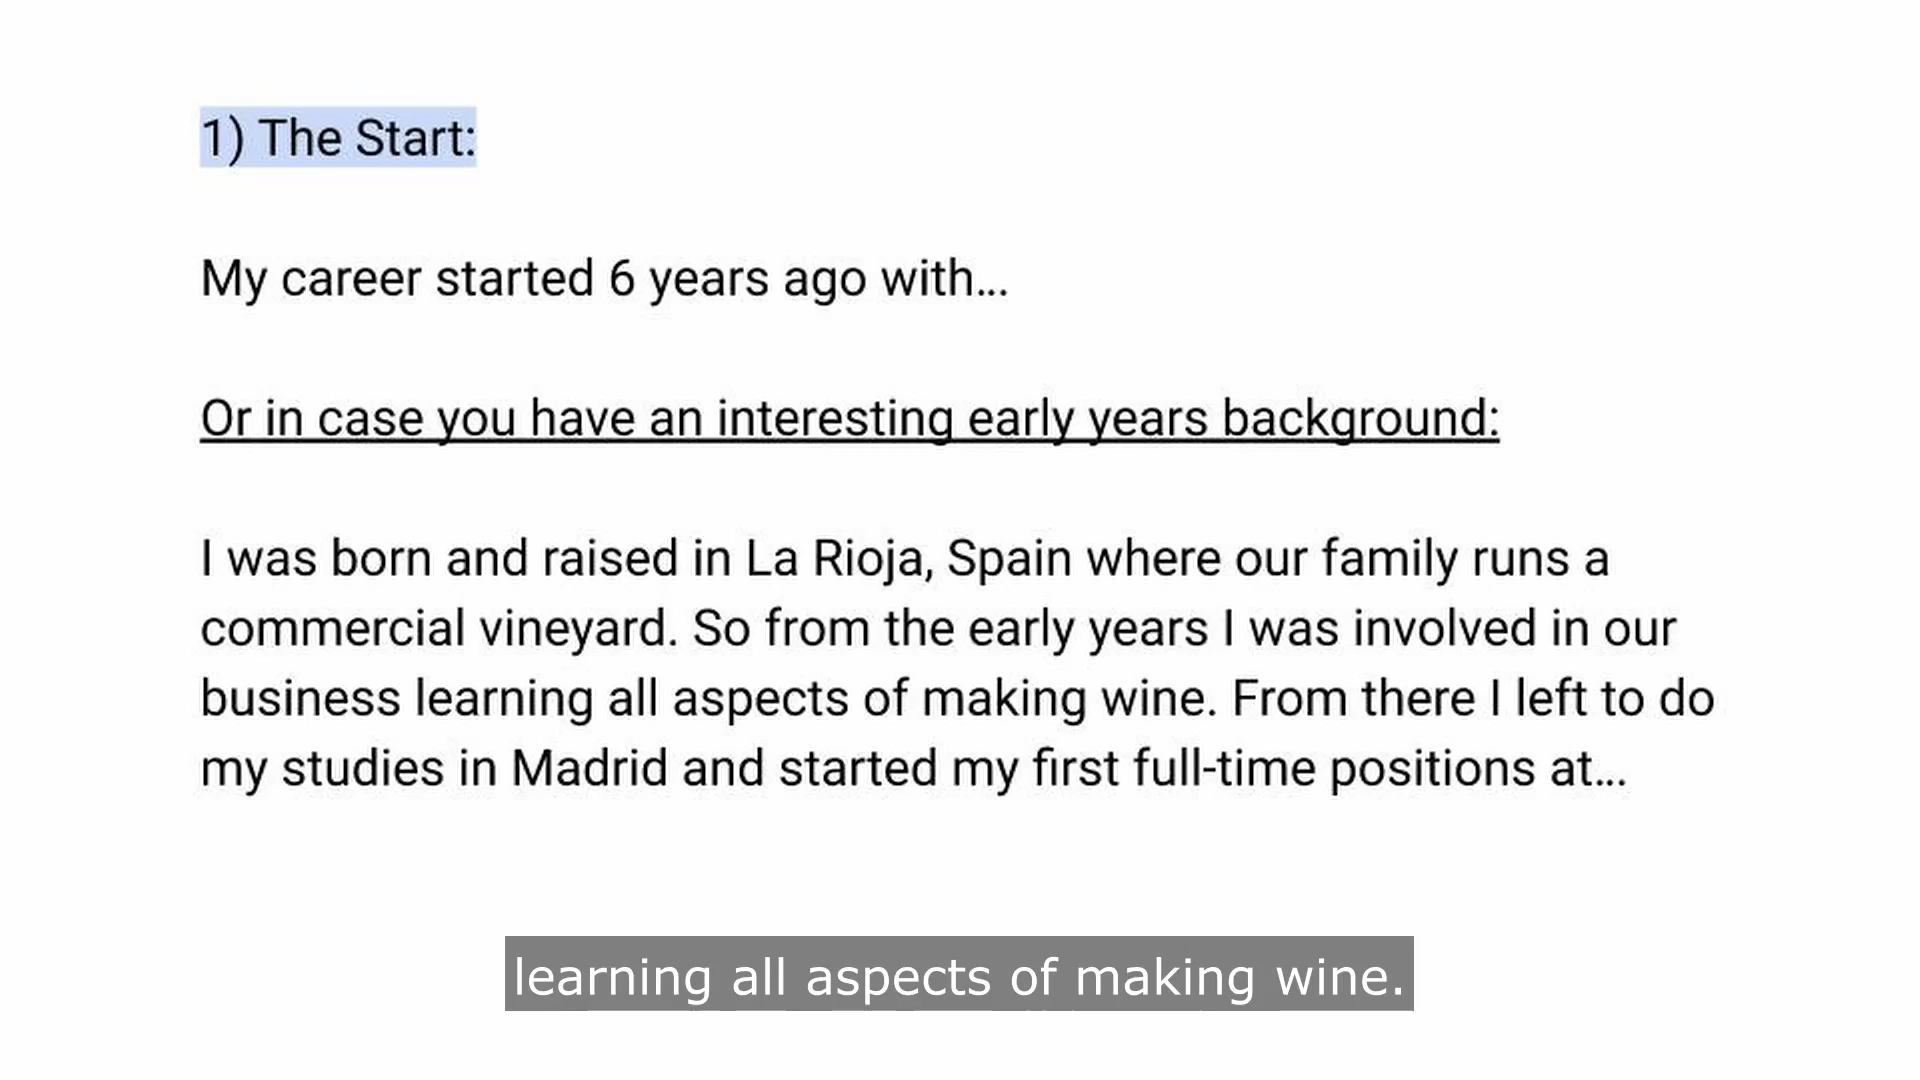 1) The Start:
My career started 6 years ago with...
Or in case you have an interesting early years background:
I was born and raised in La Rioja, Spain where our family runs a
commercial vineyard. So from the early years I was involved in our
business learning all aspects of making wine. From there I left to do
my studies in Madrid and started my first full-time positions at...
learning all aspects of making wine.